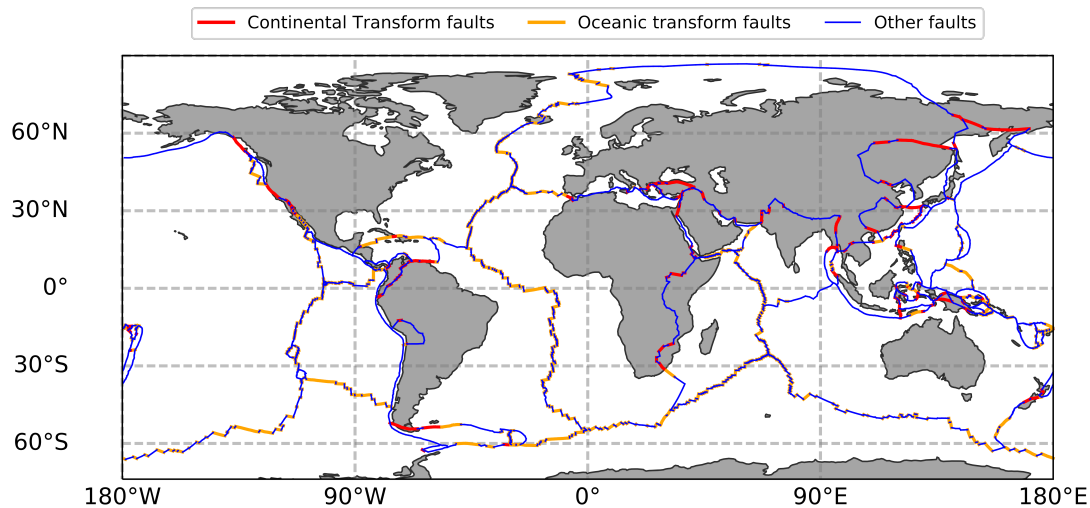 Continental Transform faults Oceanic transform faults Other faults
60°N
30°N
0°
30°S
60°S
180°W 90°W 0° 90°E 180°E